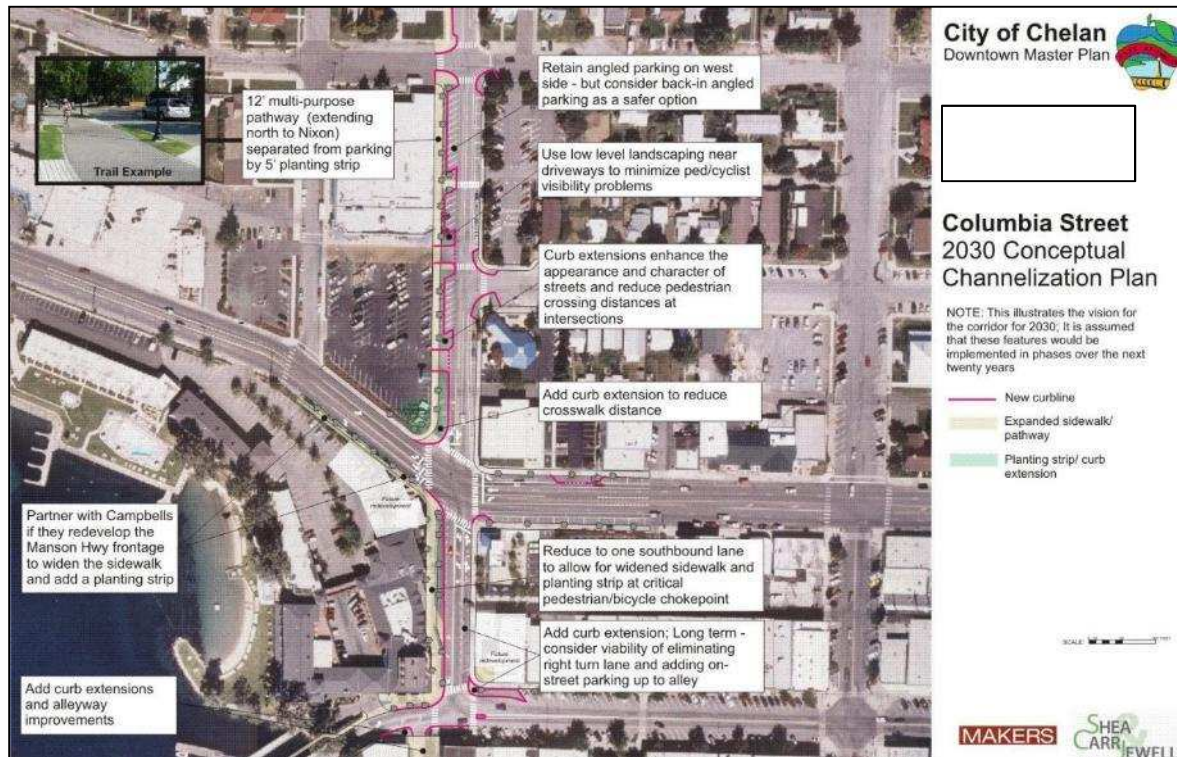 City of Chelan
Downtown Master Plan
Columbia Street
2030 Conceptual
Channelization Plan
NOTE: This illustrates the vision for
the corridor for 2030; It is assumed
that these features would be
implemented in phases over the next
twenty years
New curbline
Expanded sidewalk/
pathway
Planting strip/ curb
extension
SCALE:
MAKERS
SHEA
CARR
JEWELL
Trail Example
12' multi-purpose
pathway (extending
north to Nixon)
separated from parking
by 5' planting strip
Retain angled parking on west
side - but consider back-in angled
parking as a safer option
Use low level landscaping near
driveways to minimize ped/cyclist
visibility problems
Curb extensions enhance the
appearance and character of
streets and reduce pedestrian
crossing distances at
intersections
Add curb extension to reduce
crosswalk distance
Future
redevelopment
Partner with Campbells
if they redevelop the
Manson Hwy frontage
to widen the sidewalk
and add a planting strip
Reduce to one southbound lane
to allow for widened sidewalk and
planting strip at critical
pedestrian/bicycle chokepoint
Add curb extension; Long term -
consider viability of eliminating
right turn lane and adding on-
street parking up to alley
Future
redevelopment
Add curb extensions
and alleyway
improvements